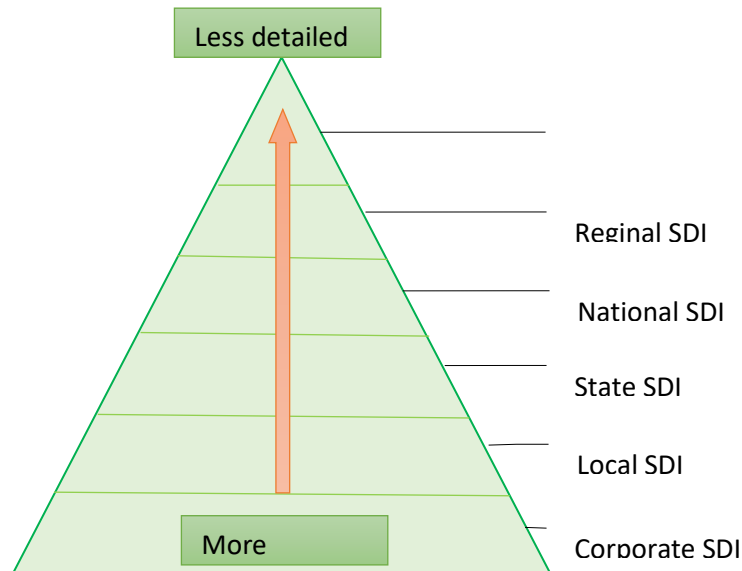 Less detailed
Reginal SDI
National SDI
State SDI
Local SDI
More
Corporate SDI